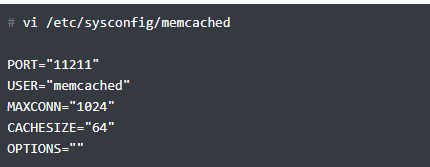 # vi /etc/sysconfig/memcached
PORT="11211"
USER="memcached"
MAXCONN="1024"
CACHESIZE="64"
OPTIONS=""